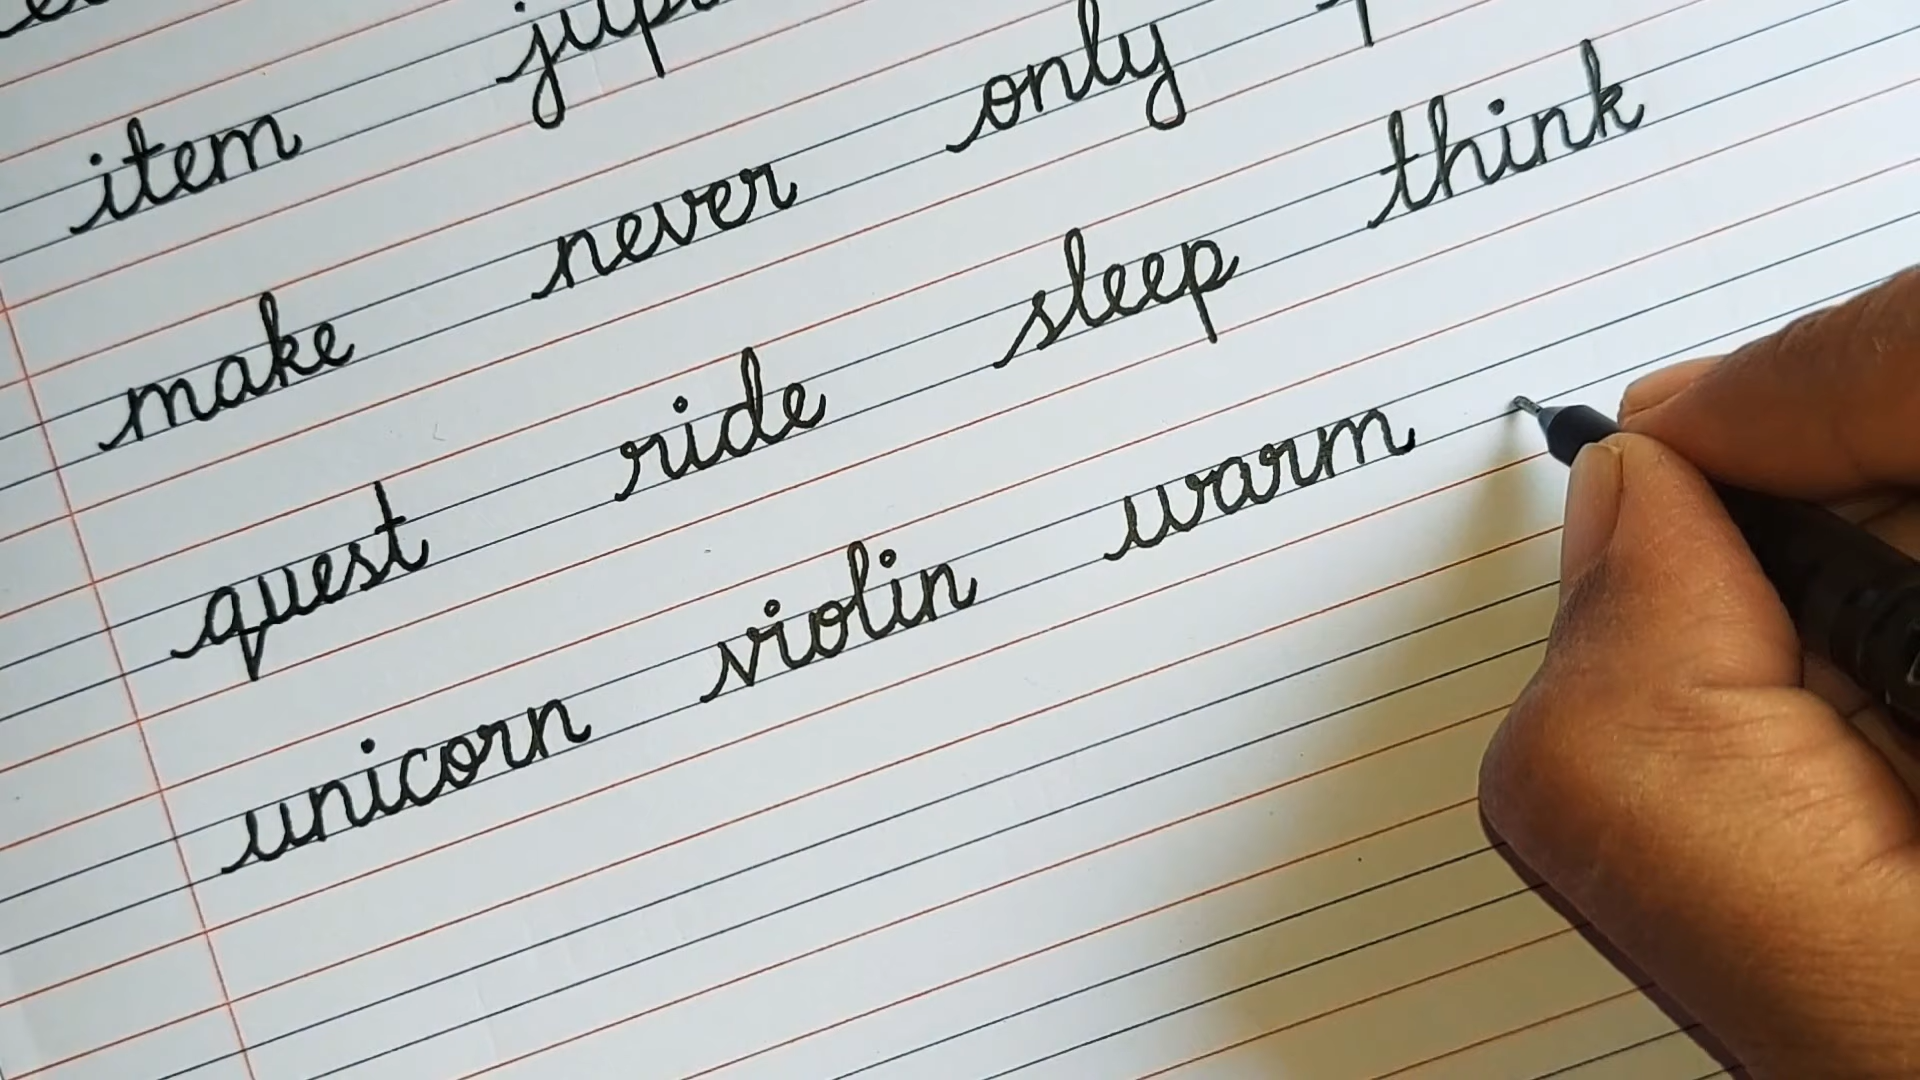 item
make never only
quest ride sleep think
unicorn violin warm